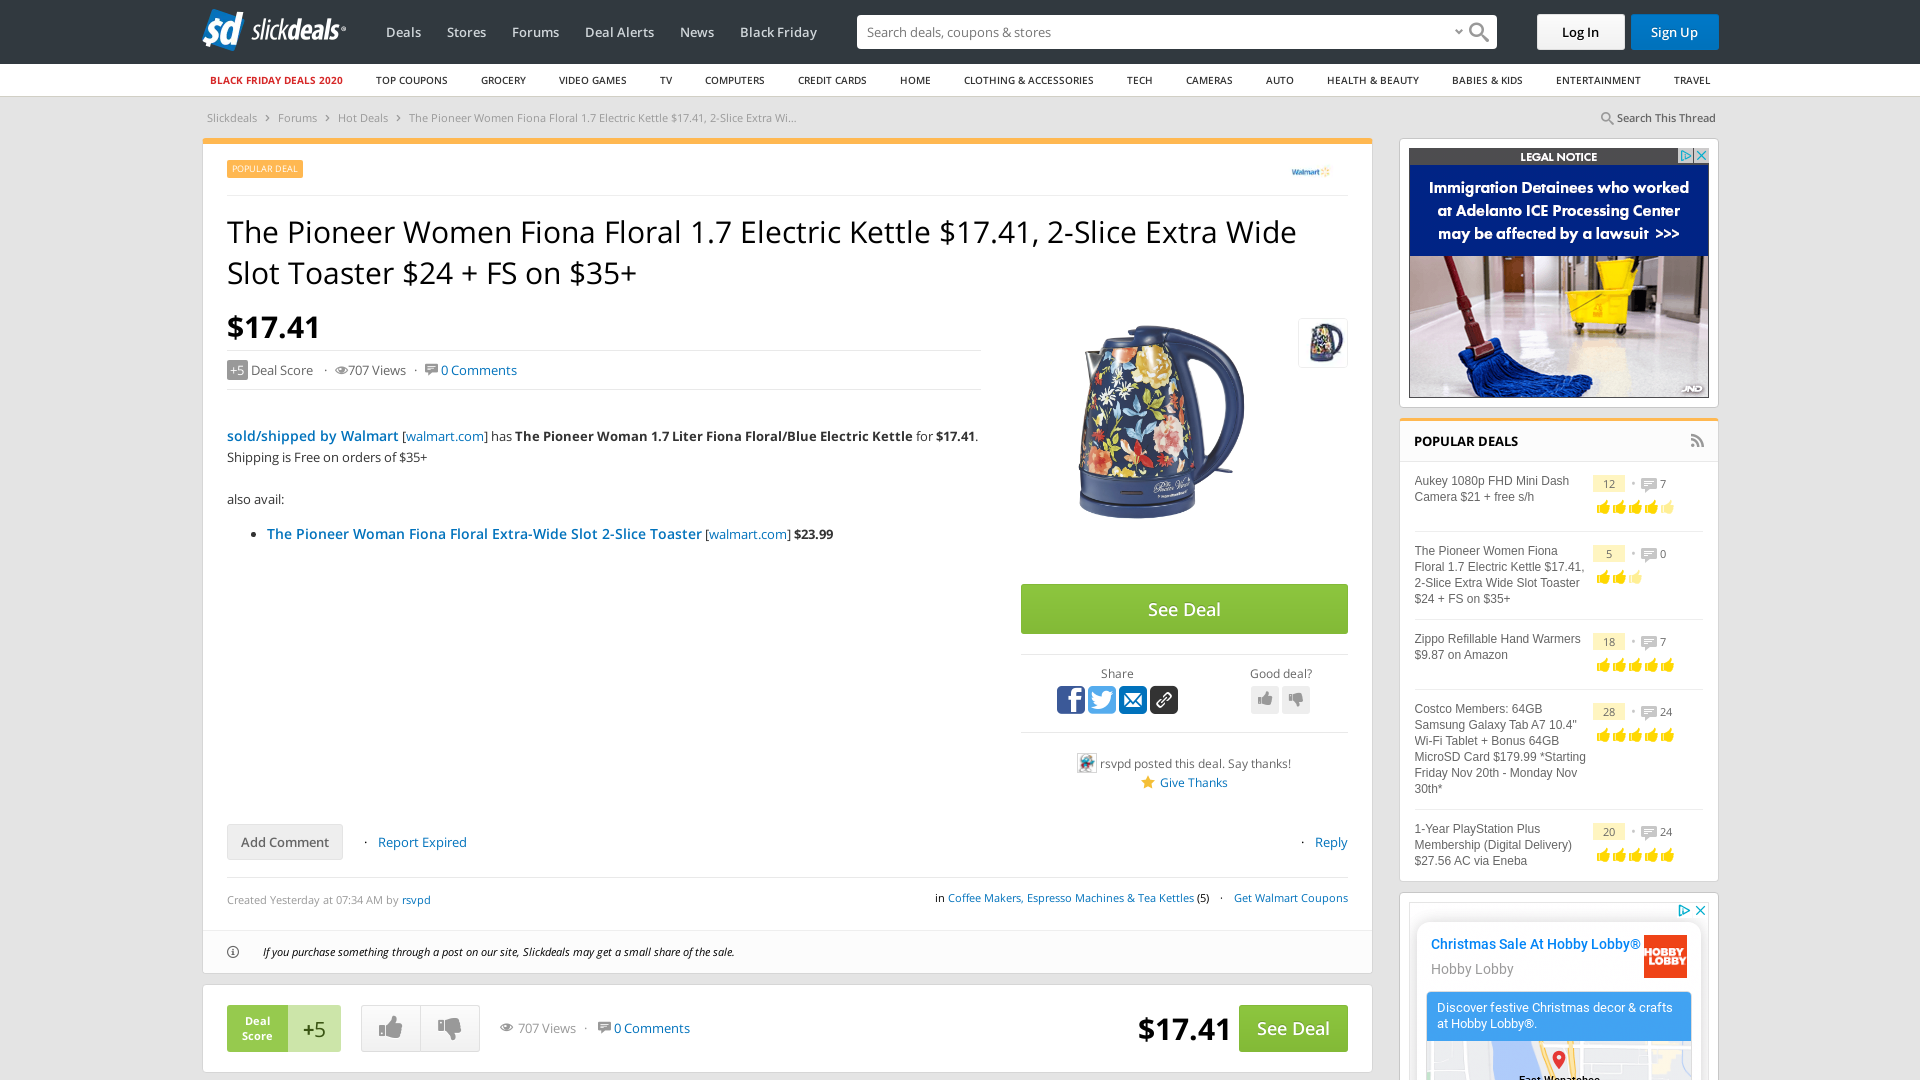 slickdeals
Deals
Stores
Forums
Deal Alerts
News
Black Friday
Search deals, coupons & search
Log In
Sign Up
BLACK FRIDAY DEALS 2020
TOP COUPONS
GROCERY
VIDEO GAMES
TV
COMPUTERS
CREDIT CARDS
HOME
CLOTHING & ACCESSORIES
TECH
CAMERAS
AUTO
HEALTH & BEAUTY
BABIES & KIDS
ENTERTAINMENT
TRAVEL
Slickdeals › Forums › Hot Deals › The Pioneer Women Fiona Floral 1.7 Electric Kettle $17.41, 2-Slice Extra Wi...
Search This Thread
POPULAR DEAL
Walmart
The Pioneer Women Fiona Floral 1.7 Electric Kettle $17.41, 2-Slice Extra Wide
Slot Toaster $24 + FS on $35+
$17.41
+5 Deal Score · 707 Views · 0 Comments
sold/shipped by Walmart [walmart.com] has The Pioneer Woman 1.7 Liter Fiona Floral/Blue Electric Kettle for $17.41.
Shipping is Free on orders of $35+
also avail:
• The Pioneer Woman Fiona Floral Extra-Wide Slot 2-Slice Toaster [walmart.com] $23.99
See Deal
Share
Good deal?
rsvpd posted this deal. Say thanks!
Give Thanks
Add Comment
· Report Expired
· Reply
Created Yesterday at 07:34 AM by rsvpd
in Coffee Makers, Espresso Machines & Tea Kettles (5) · Get Walmart Coupons
If you purchase something through a post on our site, Slickdeals may get a small share of the sale.
Deal
Score
+5
707 Views · 0 Comments
$17.41
See Deal
LEGAL NOTICE
Immigration Detainees who worked
at Adelanto ICE Processing Center
may be affected by a lawsuit >>>
JND
POPULAR DEALS
Aukey 1080p FHD Mini Dash
Camera $21 + free s/h
12 • 7
The Pioneer Women Fiona
Floral 1.7 Electric Kettle $17.41,
2-Slice Extra Wide Slot Toaster
$24 + FS on $35+
5 • 0
Zippo Refillable Hand Warmers
$9.87 on Amazon
18 • 7
Costco Members: 64GB
Samsung Galaxy Tab A7 10.4"
Wi-Fi Tablet + Bonus 64GB
MicroSD Card $179.99 *Starting
Friday Nov 20th - Monday Nov
30th*
28 • 24
1-Year PlayStation Plus
Membership (Digital Delivery)
$27.56 AC via Eneba
20 • 24
Christmas Sale At Hobby Lobby®
Hobby Lobby
HOBBY
LOBBY
Discover festive Christmas decor & crafts
at Hobby Lobby®.
East Wenatchee